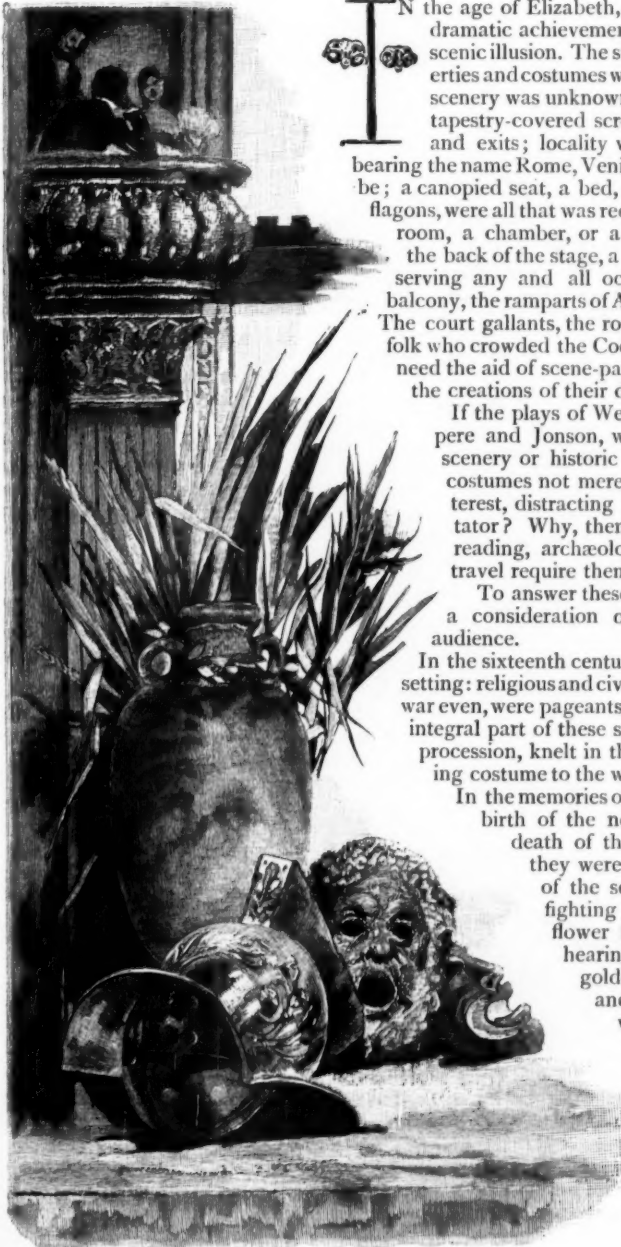 IN the age of Elizabeth,
dramatic achievemen
scenic illusion. The s
erties and costumes w
scenery was unknown
tapestry-covered scr
and exits; locality w
bearing the name Rome, Veni
be; a canopied seat, a bed,
flagons, were all that was rec
room, a chamber, or a
the back of the stage, a
serving any and all oc
balcony, the ramparts of A
The court gallants, the ro
folk who crowded the Coc
need the aid of scene-pa
the creations of their o
If the plays of We
pere and Jonson, w
scenery or historic
costumes not mere
terest, distracting
tator? Why, then
reading, archæolo
travel require them
To answer these
a consideration o
audience.
In the sixteenth centu
setting: religious and civ
war even, were pageants
integral part of these s
procession, knelt in th
ing costume to the w
In the memories o
birth of the n
death of th
they were
of the se
fighting
flower
hearin
gold
an